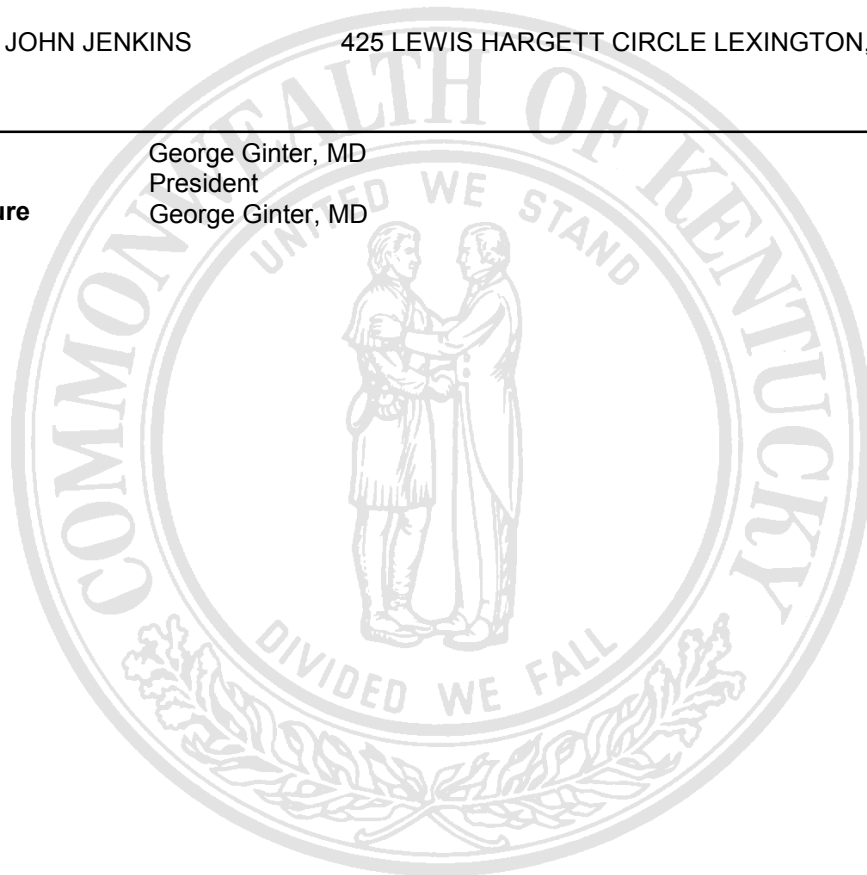 JOHN JENKINS 425 LEWIS HARGETT CIRCLE LEXINGTON,
George Ginter, MD
President
ure George Ginter, MD
COMMONWEALTH OF KENTUCKY
UNITED WE STAND
DIVIDED WE FALL